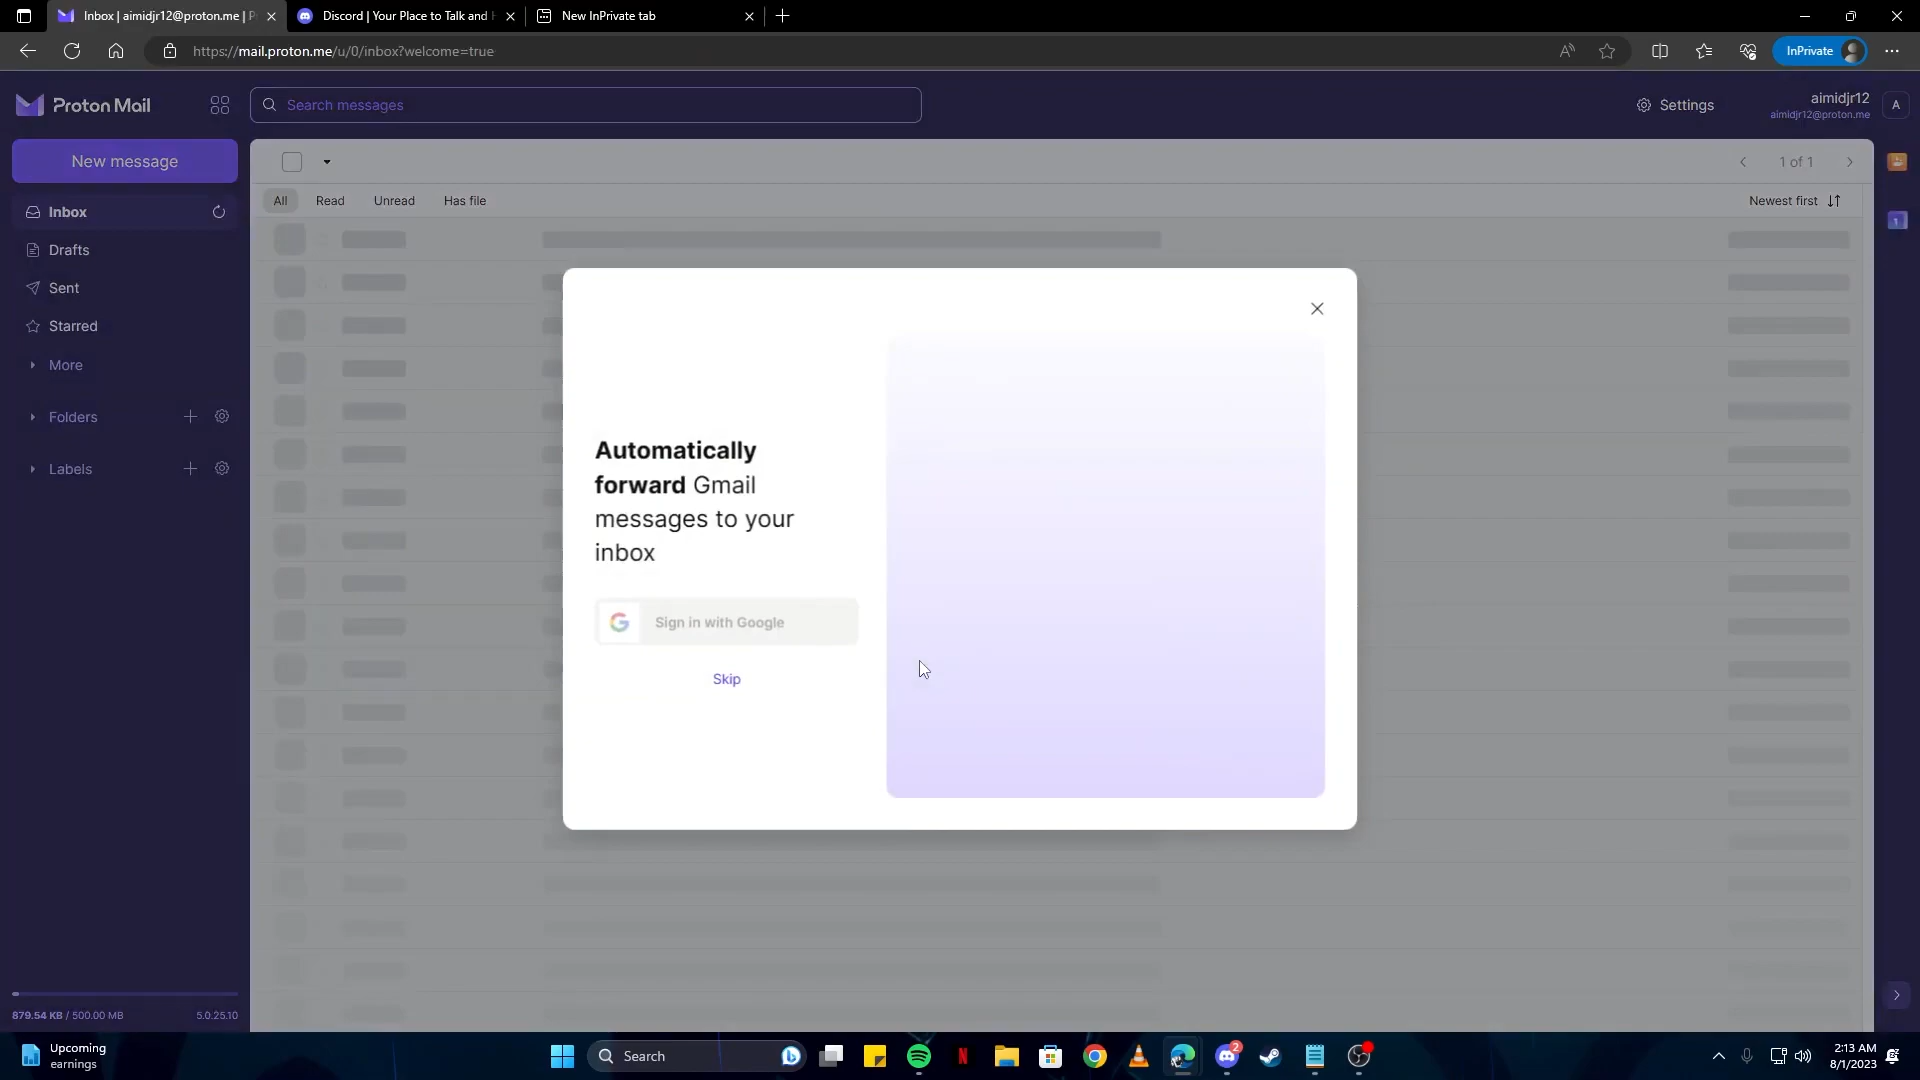 Inbox | aimidjr12@proton.me | P
Discord | Your Place to Talk and H
New InPrivate tab
https://mail.proton.me/u/0/inbox?welcome=true
InPrivate
Proton Mail
Search messages
Settings
aimidjr12
aimidjr12@proton.me
A
New message
1 of 1
Inbox
All
Read
Unread
Has file
Newest first
Drafts
Sent
Starred
More
Folders
Labels
Automatically
forward Gmail
messages to your
inbox
Sign in with Google
Skip
879.54 KB / 500.00 MB
5.0.25.10
Upcoming
earnings
Search
2
2:13 AM
8/1/2023